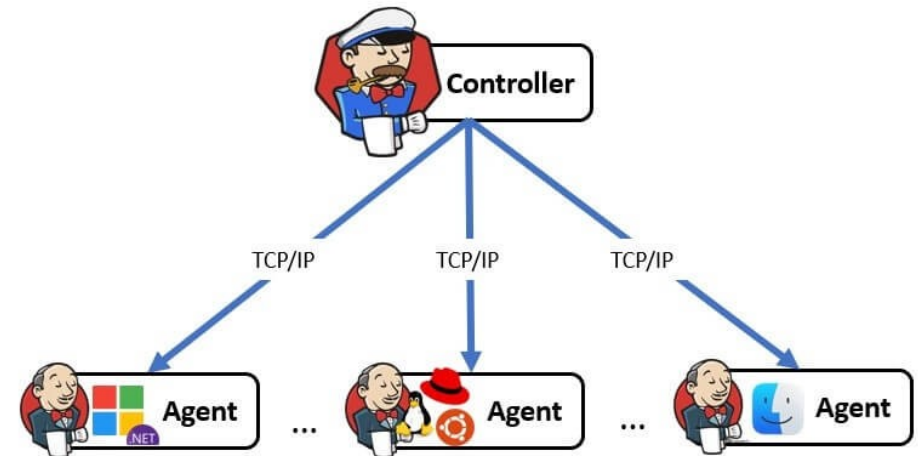 Controller
TCP/IP TCP/IP TCP/IP
.NET Agent ... Agent ... Agent